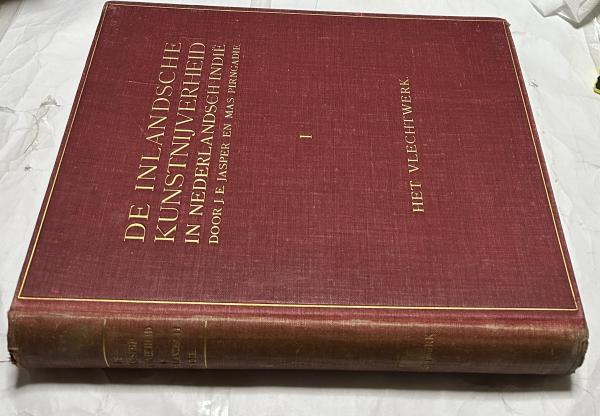 DE INLANDSCHE
KUNSTNIJVERHEID
IN NEDERLANDSCH INDIË
DOOR J. E. JASPER EN MAS PIRNGADIE
I
HET VLECHTWERK